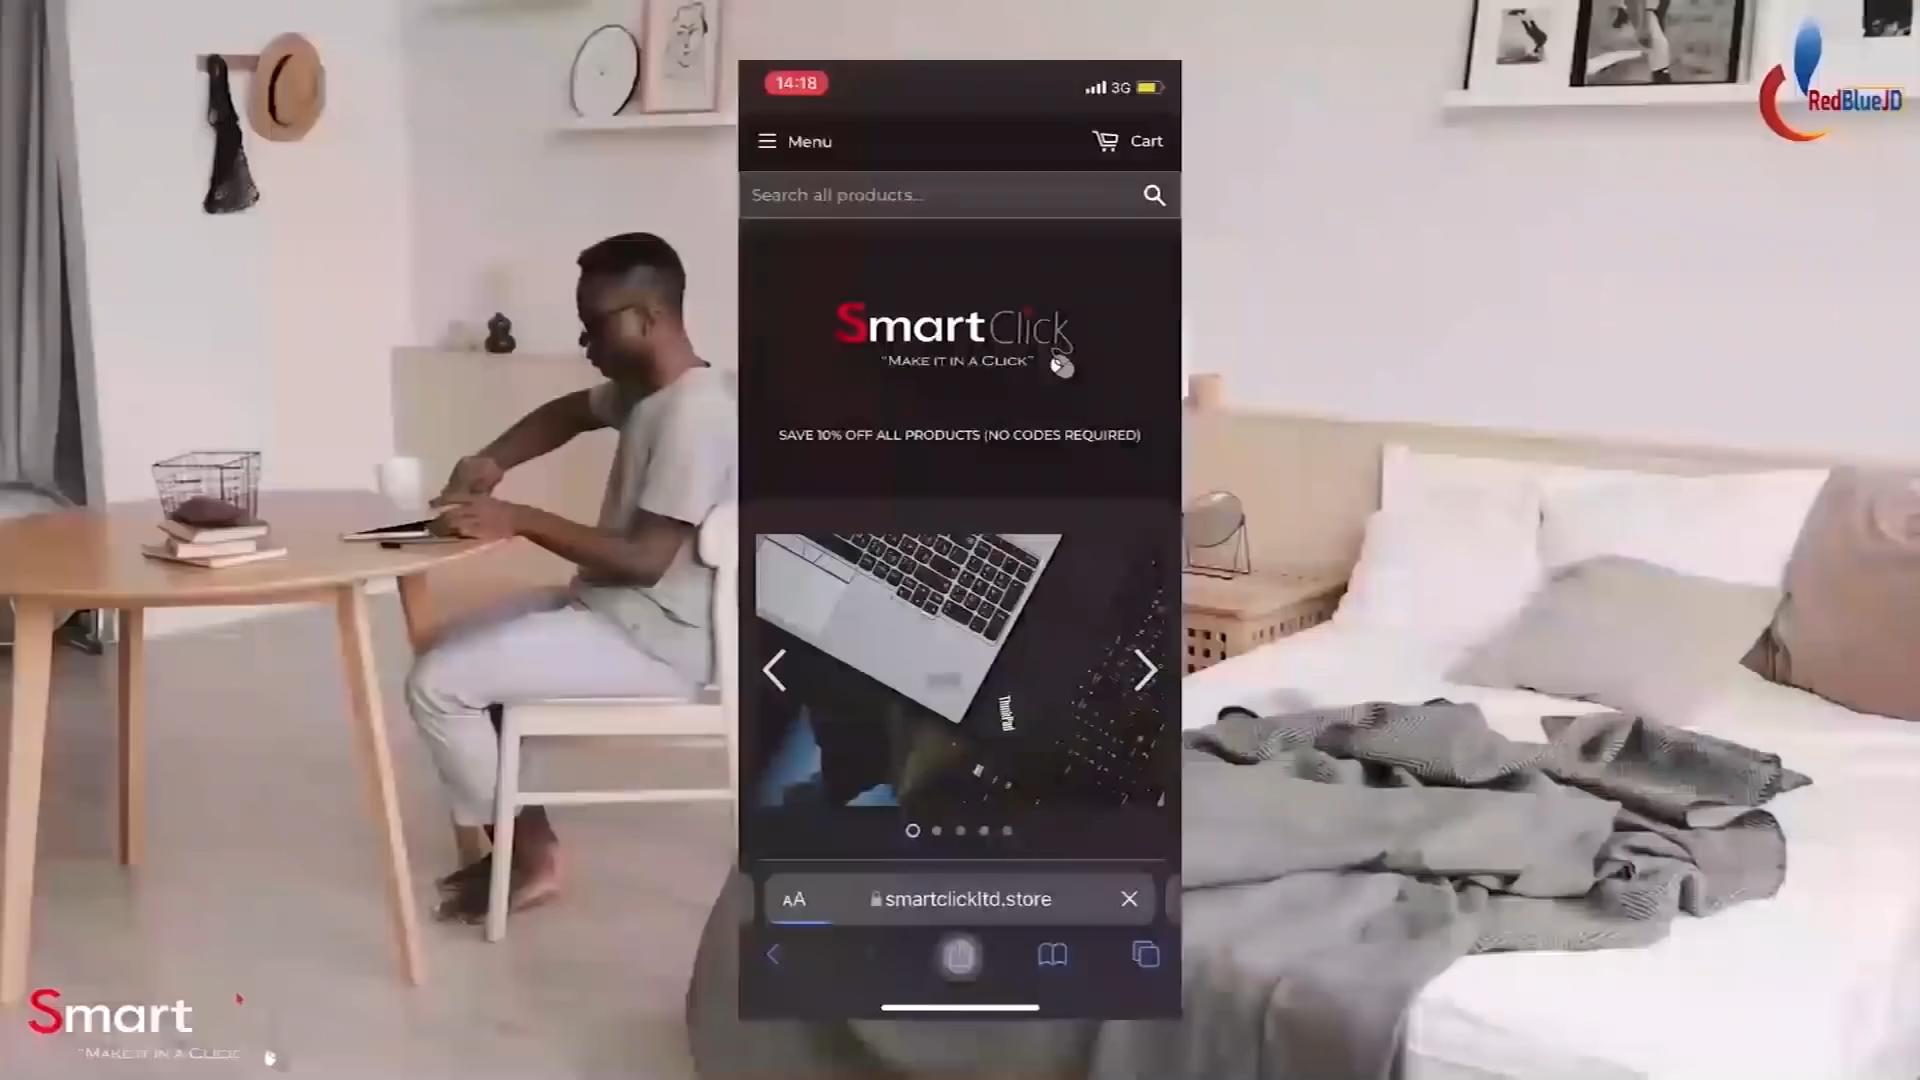 14:18
3G
Menu
Cart
Search all products...
SmartClick
"MAKE IT IN A CLICK"
SAVE 10% OFF ALL PRODUCTS (NO CODES REQUIRED)
ThinkPad
AA
smartclickltd.store
RedBlueJD
Smart
"MAKE IT IN A CLICK"